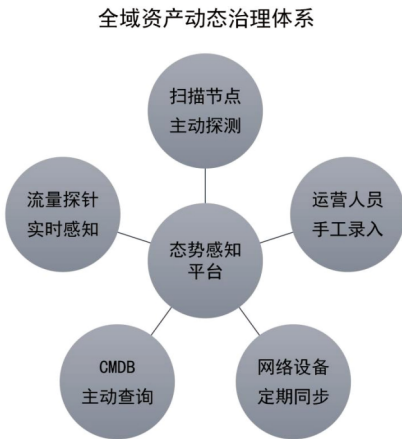 全域资产动态治理体系
扫描节点
主动探测
流量探针
实时感知
运营人员
手工录入
态势感知
平台
CMDB
主动查询
网络设备
定期同步